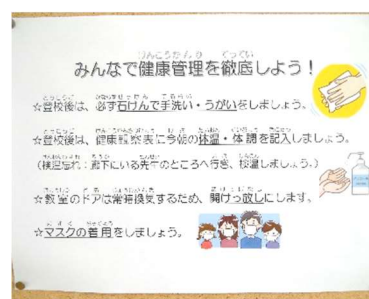 みんなで健康管理を徹底しよう！
☆登校後は、必ず石けんで手洗い・うがいをしましょう。
☆登校後は、健康観察表に今朝の体温・体調を記入しましょう。
(検温忘れ：廊下にいる先生のところへ行き、検温しましょう。)
☆教室のドアは常時換気するため、開けっ放しにします。
☆マスクの着用をしましょう。